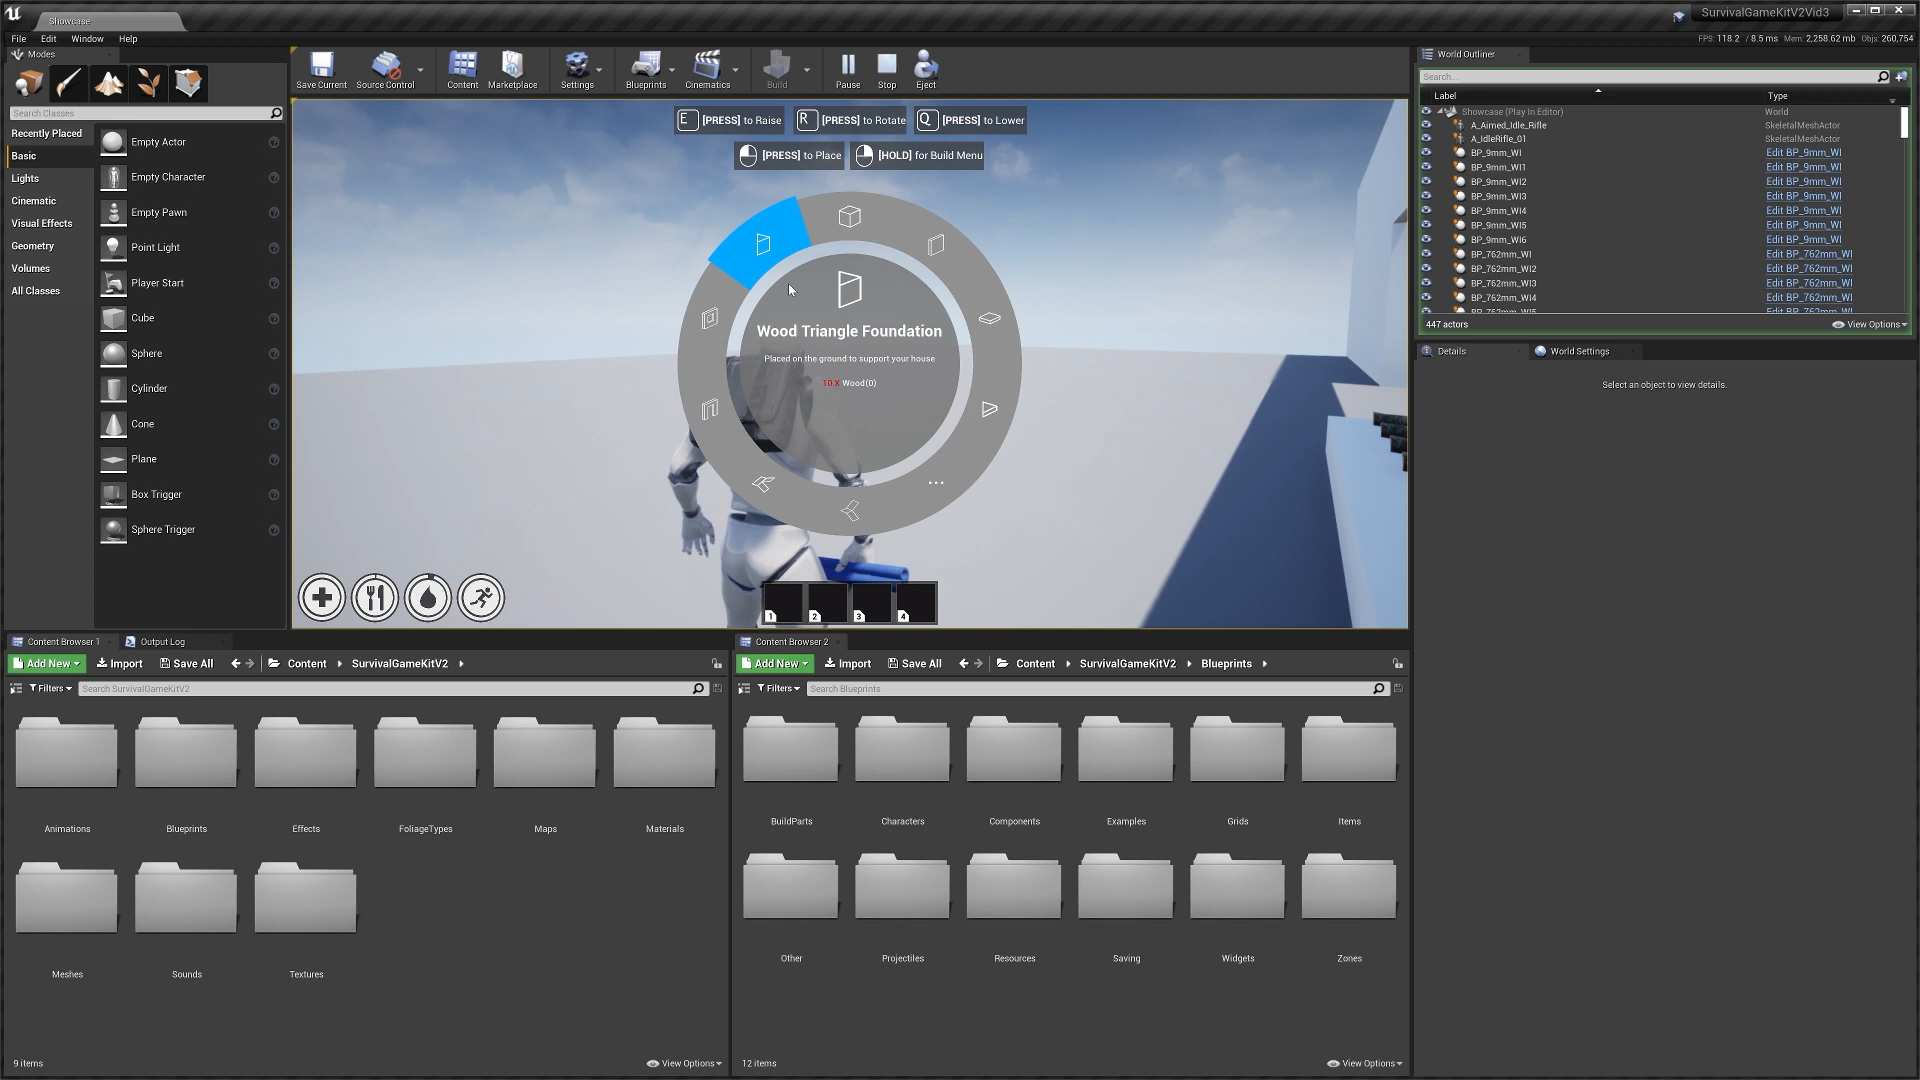 Showcase
SurvivalGameKitV2Vid3
File Edit Window Help
FPS: 118.2 / 8.5 ms Mem: 2,258.62 mb Objs: 260,754
Modes
Search Classes
Recently Placed
Basic
Lights
Cinematic
Visual Effects
Geometry
Volumes
All Classes
Empty Actor
Empty Character
Empty Pawn
Point Light
Player Start
Cube
Sphere
Cylinder
Cone
Plane
Box Trigger
Sphere Trigger
Save Current Source Control Content Marketplace Settings Blueprints Cinematics Build Pause Stop Eject
E [PRESS] to Raise R [PRESS] to Rotate Q [PRESS] to Lower
[PRESS] to Place [HOLD] for Build Menu
Wood Triangle Foundation
Placed on the ground to support your house
10 X Wood(0)
1 2 3 4
World Outliner
Search...
Label Type
Showcase (Play In Editor) World
A_Aimed_Idle_Rifle SkeletalMeshActor
A_IdleRifle_01 SkeletalMeshActor
BP_9mm_WI Edit BP_9mm_WI
BP_9mm_WI1 Edit BP_9mm_WI
BP_9mm_WI2 Edit BP_9mm_WI
BP_9mm_WI3 Edit BP_9mm_WI
BP_9mm_WI4 Edit BP_9mm_WI
BP_9mm_WI5 Edit BP_9mm_WI
BP_9mm_WI6 Edit BP_9mm_WI
BP_762mm_WI Edit BP_762mm_WI
BP_762mm_WI2 Edit BP_762mm_WI
BP_762mm_WI3 Edit BP_762mm_WI
BP_762mm_WI4 Edit BP_762mm_WI
447 actors View Options
Details World Settings
Select an object to view details.
Content Browser 1 Output Log
Add New Import Save All Content SurvivalGameKitV2
Filters Search SurvivalGameKitV2
Animations Blueprints Effects FoliageTypes Maps Materials
Meshes Sounds Textures
9 items View Options
Content Browser 2
Add New Import Save All Content SurvivalGameKitV2 Blueprints
Filters Search Blueprints
BuildParts Characters Components Examples Grids Items
Other Projectiles Resources Saving Widgets Zones
12 items View Options